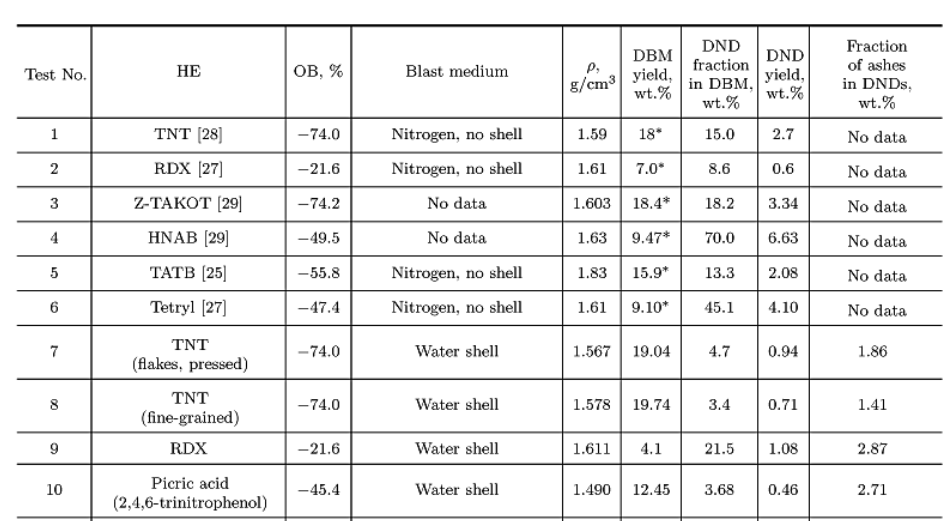 Test No. HE OB, % Blast medium ρ, g/cm³ DBM yield, wt.% DND fraction in DBM, wt.% DND yield, wt.% Fraction of ashes in DNDs, wt.%
1 TNT [28] −74.0 Nitrogen, no shell 1.59 18* 15.0 2.7 No data
2 RDX [27] −21.6 Nitrogen, no shell 1.61 7.0* 8.6 0.6 No data
3 Z-TAKOT [29] −74.2 No data 1.603 18.4* 18.2 3.34 No data
4 HNAB [29] −49.5 No data 1.63 9.47* 70.0 6.63 No data
5 TATB [25] −55.8 Nitrogen, no shell 1.83 15.9* 13.3 2.08 No data
6 Tetryl [27] −47.4 Nitrogen, no shell 1.61 9.10* 45.1 4.10 No data
7 TNT (flakes, pressed) −74.0 Water shell 1.567 19.04 4.7 0.94 1.86
8 TNT (fine-grained) −74.0 Water shell 1.578 19.74 3.4 0.71 1.41
9 RDX −21.6 Water shell 1.611 4.1 21.5 1.08 2.87
10 Picric acid (2,4,6-trinitrophenol) −45.4 Water shell 1.490 12.45 3.68 0.46 2.71